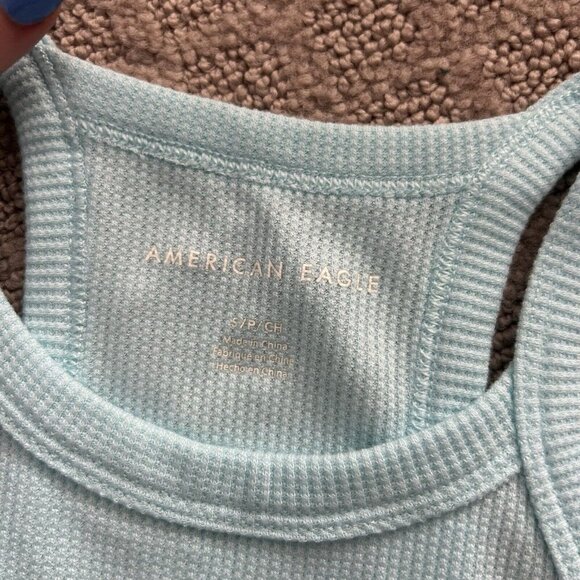 AMERICAN EAGLE
S/P/CH
Made in China
Fabriqué en Chine
Hecho en China